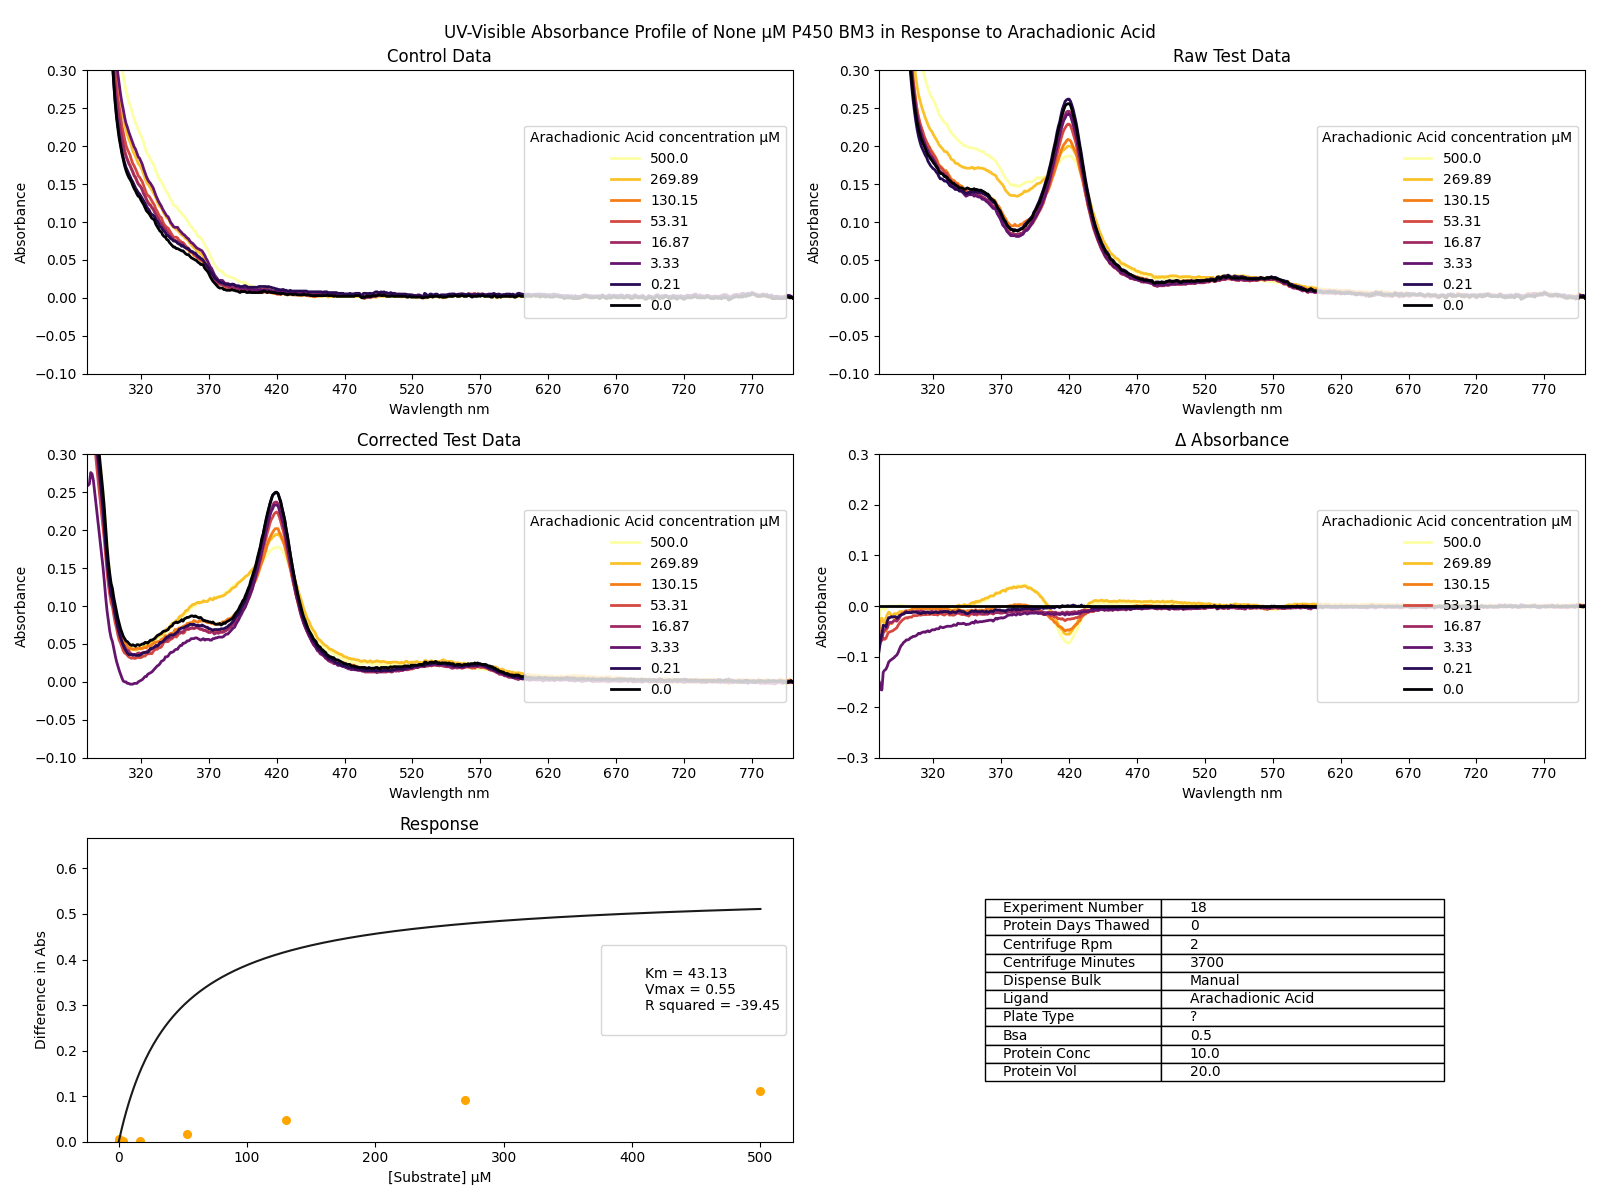 UV-Visible Absorbance Profile of None µM P450 BM3 in Response to Arachadionic Acid
Control Data
0.30
0.25
0.20
0.15
0.10
0.05
0.00
−0.05
−0.10
Absorbance
320 370 420 470 520 570 620 670 720 770
Wavlength nm
Arachadionic Acid concentration µM
500.0
269.89
130.15
53.31
16.87
3.33
0.21
0.0
Raw Test Data
0.30
0.25
0.20
0.15
0.10
0.05
0.00
−0.05
−0.10
Absorbance
320 370 420 470 520 570 620 670 720 770
Wavlength nm
Arachadionic Acid concentration µM
500.0
269.89
130.15
53.31
16.87
3.33
0.21
0.0
Corrected Test Data
0.30
0.25
0.20
0.15
0.10
0.05
0.00
−0.05
−0.10
Absorbance
320 370 420 470 520 570 620 670 720 770
Wavlength nm
Arachadionic Acid concentration µM
500.0
269.89
130.15
53.31
16.87
3.33
0.21
0.0
Δ Absorbance
0.3
0.2
0.1
0.0
−0.1
−0.2
−0.3
Absorbance
320 370 420 470 520 570 620 670 720 770
Wavlength nm
Arachadionic Acid concentration µM
500.0
269.89
130.15
53.31
16.87
3.33
0.21
0.0
Response
0.6
0.5
0.4
0.3
0.2
0.1
0.0
Difference in Abs
0 100 200 300 400 500
[Substrate] µM
Km = 43.13
Vmax = 0.55
R squared = -39.45
Experiment Number 18
Protein Days Thawed 0
Centrifuge Rpm 2
Centrifuge Minutes 3700
Dispense Bulk Manual
Ligand Arachadionic Acid
Plate Type ?
Bsa 0.5
Protein Conc 10.0
Protein Vol 20.0